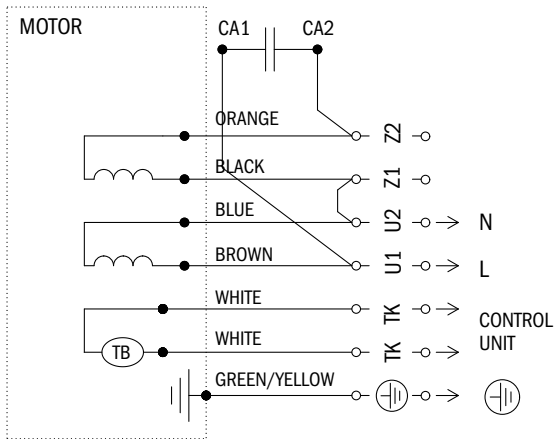 MOTOR
CA1 CA2
ORANGE Z2
BLACK Z1
BLUE U2 N
BROWN U1 L
WHITE TK
CONTROL
UNIT
TB WHITE TK
GREEN/YELLOW